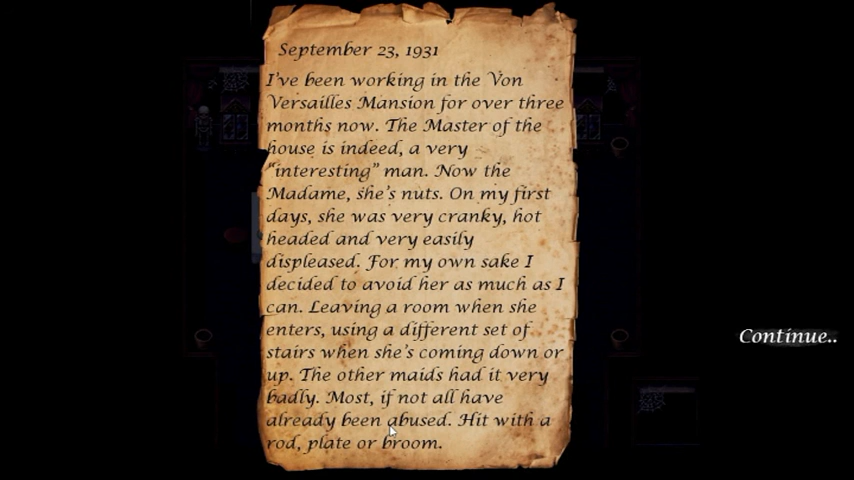 September 23, 1931
I've been working in the Von
Versailles Mansion for over three
months now. The Master of the
house is indeed, a very
"interesting" man. Now the
Madame, she's nuts. On my first
days, she was very cranky, hot
headed and very easily
displeased. For my own sake I
decided to avoid her as much as I
can. Leaving a room when she
enters, using a different set of
stairs when she's coming down or
up. The other maids had it very
badly. Most, if not all have
already been abused. Hit with a
rod, plate or broom.
Continue..